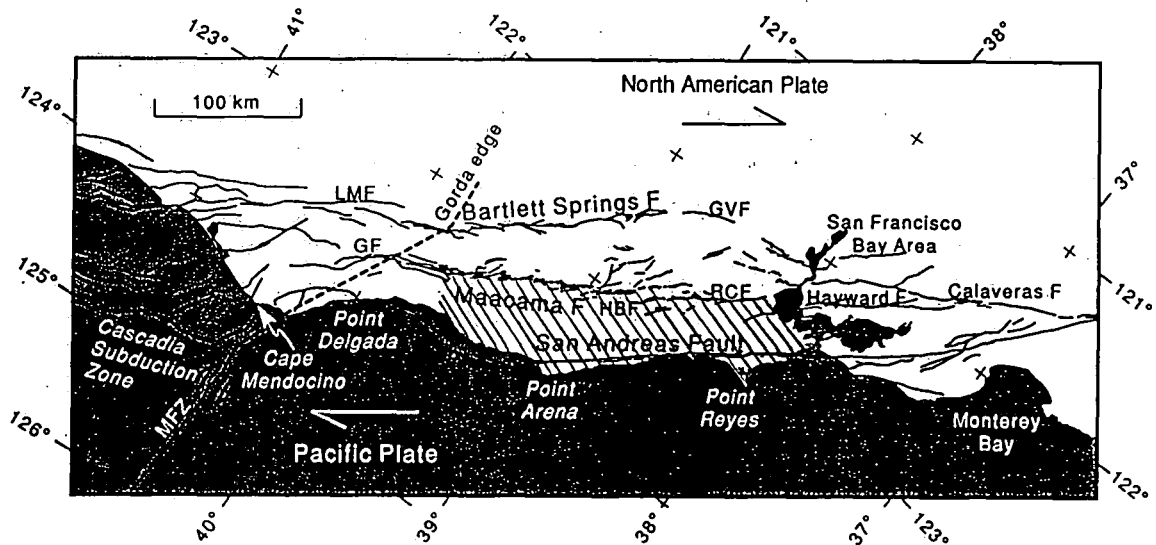 123°
41°
122°
121°
38°
124°
100 km
North American Plate
37°
LMF
Gorda edge
Bartlett Springs F
GVF
San Francisco
Bay Area
GF
125°
Maacama F
HBF
RCF
Hayward F
Calaveras F
121°
Cascadia
Subduction
Zone
Point
Delgada
Cape
Mendocino
San Andreas Fault
Point
Arena
Point
Reyes
MFZ
Monterey
Bay
126°
Pacific Plate
122°
40°
39°
38°
37°
123°